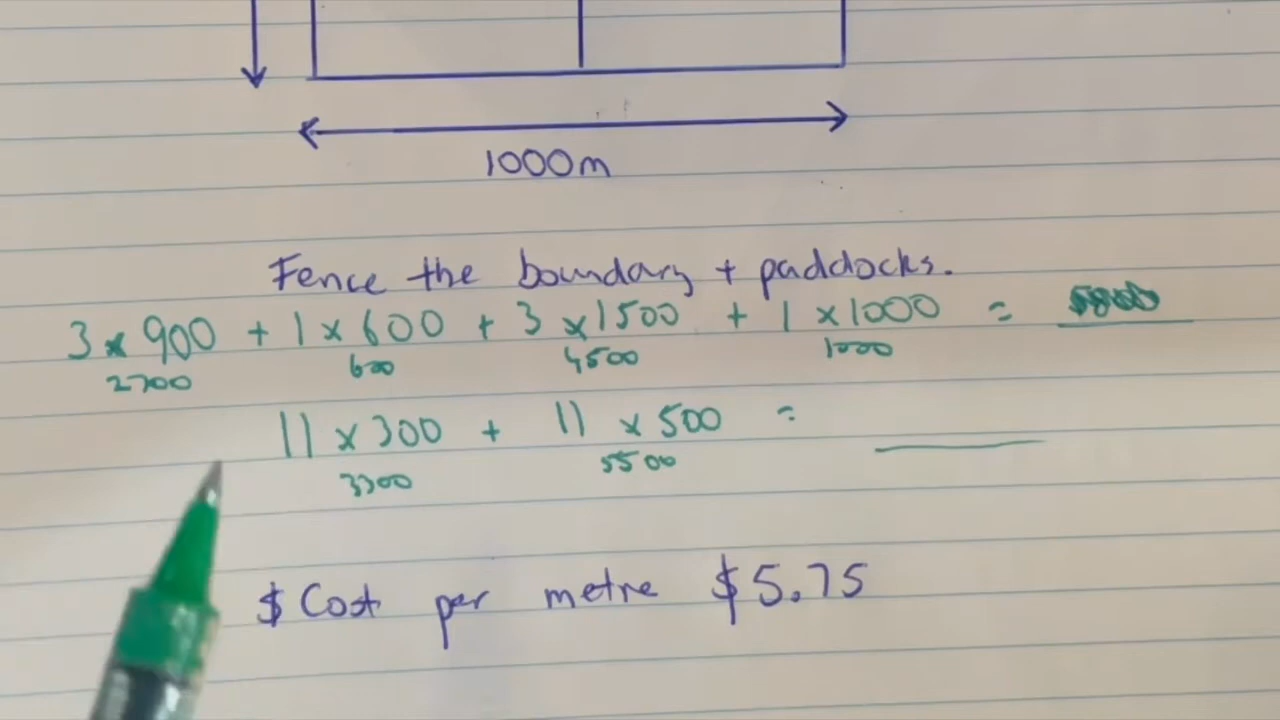 1000m
Fence the boundary + paddocks.
3 × 900 + 1 × 600 + 3 × 1500 + 1 × 1000 =
2700 600 4500 1000
11 × 300 + 11 × 500 =
3300 5500
$ Cost per metre $5.75